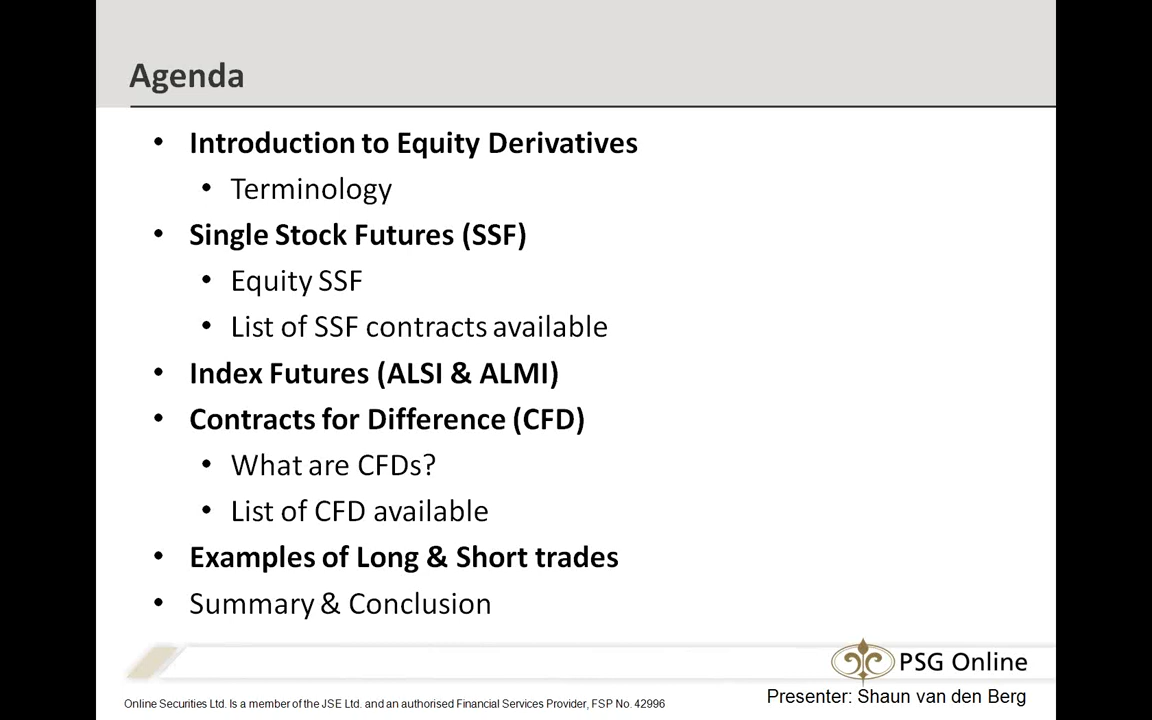 Agenda
• Introduction to Equity Derivatives
• Terminology
• Single Stock Futures (SSF)
• Equity SSF
• List of SSF contracts available
• Index Futures (ALSI & ALMI)
• Contracts for Difference (CFD)
• What are CFDs?
• List of CFD available
• Examples of Long & Short trades
• Summary & Conclusion
PSG Online
Presenter: Shaun van den Berg
Online Securities Ltd. Is a member of the JSE Ltd. and an authorised Financial Services Provider, FSP No. 42996